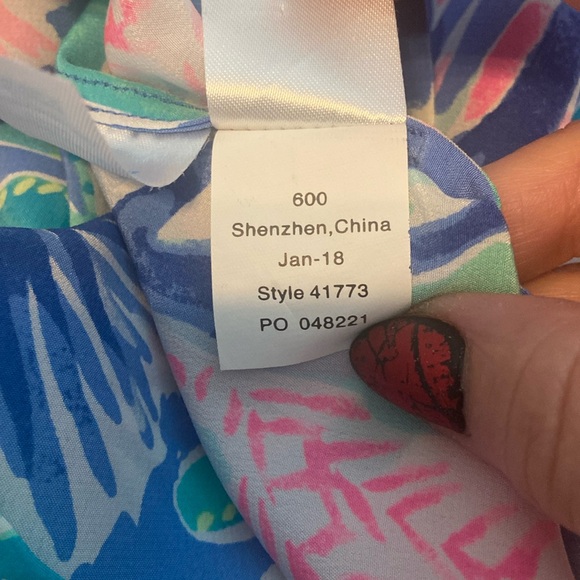 600
Shenzhen,China
Jan-18
Style 41773
PO 048221